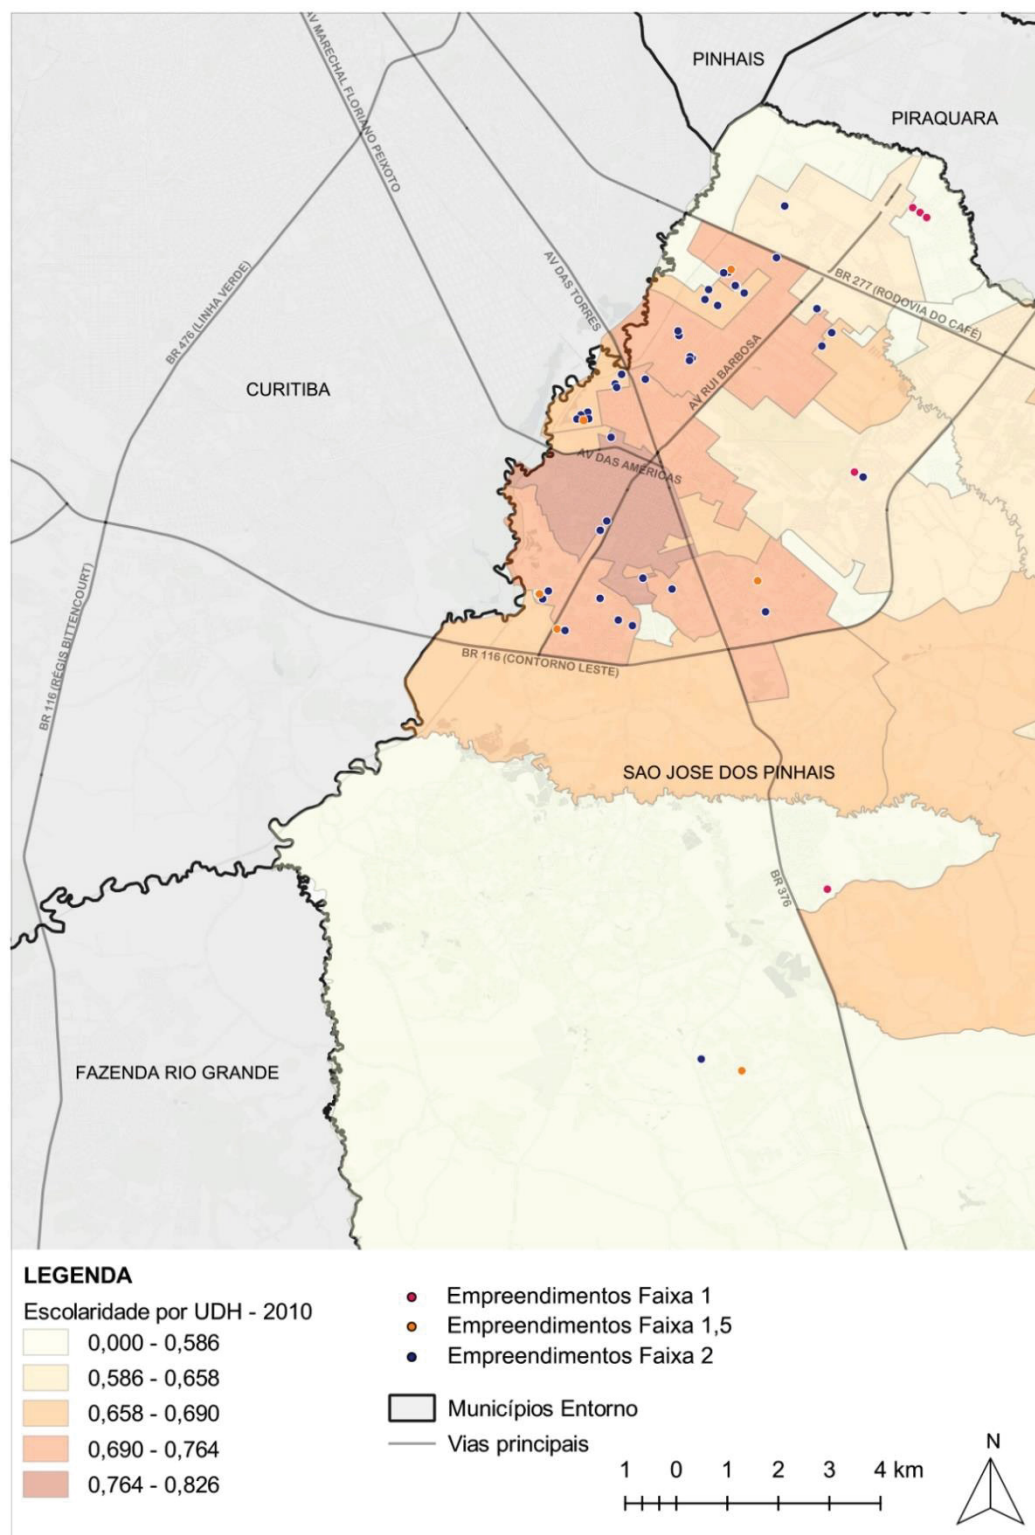 PINHAIS
PIRAQUARA
AV MARECHAL FLORIANO PEIXOTO
AV DAS TORRES
BR 476 (LINHA VERDE)
BR 277 (RODOVIA DO CAFÉ)
CURITIBA
AV RUI BARBOSA
AV DAS AMÉRICAS
BR 116 (RÉGIS BITTENCOURT)
BR 116 (CONTORNO LESTE)
SAO JOSE DOS PINHAIS
BR 376
FAZENDA RIO GRANDE
LEGENDA
Escolaridade por UDH - 2010
0,000 - 0,586
0,586 - 0,658
0,658 - 0,690
0,690 - 0,764
0,764 - 0,826
Empreendimentos Faixa 1
Empreendimentos Faixa 1,5
Empreendimentos Faixa 2
Municípios Entorno
Vias principais
1 0 1 2 3 4 km
N